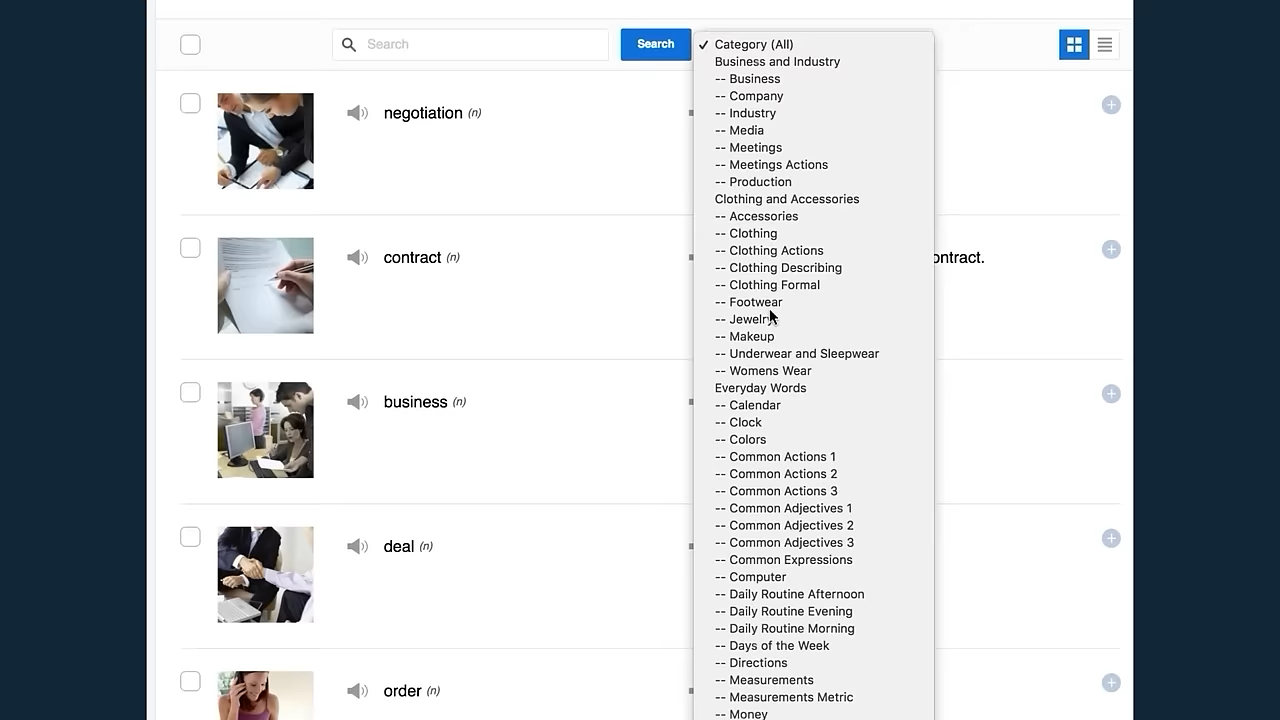 Search
Search
✓ Category (All)
Business and Industry
-- Business
-- Company
-- Industry
-- Media
-- Meetings
-- Meetings Actions
-- Production
Clothing and Accessories
-- Accessories
-- Clothing
-- Clothing Actions
-- Clothing Describing
-- Clothing Formal
-- Footwear
-- Jewelry
-- Makeup
-- Underwear and Sleepwear
-- Womens Wear
Everyday Words
-- Calendar
-- Clock
-- Colors
-- Common Actions 1
-- Common Actions 2
-- Common Actions 3
-- Common Adjectives 1
-- Common Adjectives 2
-- Common Adjectives 3
-- Common Expressions
-- Computer
-- Daily Routine Afternoon
-- Daily Routine Evening
-- Daily Routine Morning
-- Days of the Week
-- Directions
-- Measurements
-- Measurements Metric
-- Money
negotiation (n)
contract (n)
ontract.
business (n)
deal (n)
order (n)